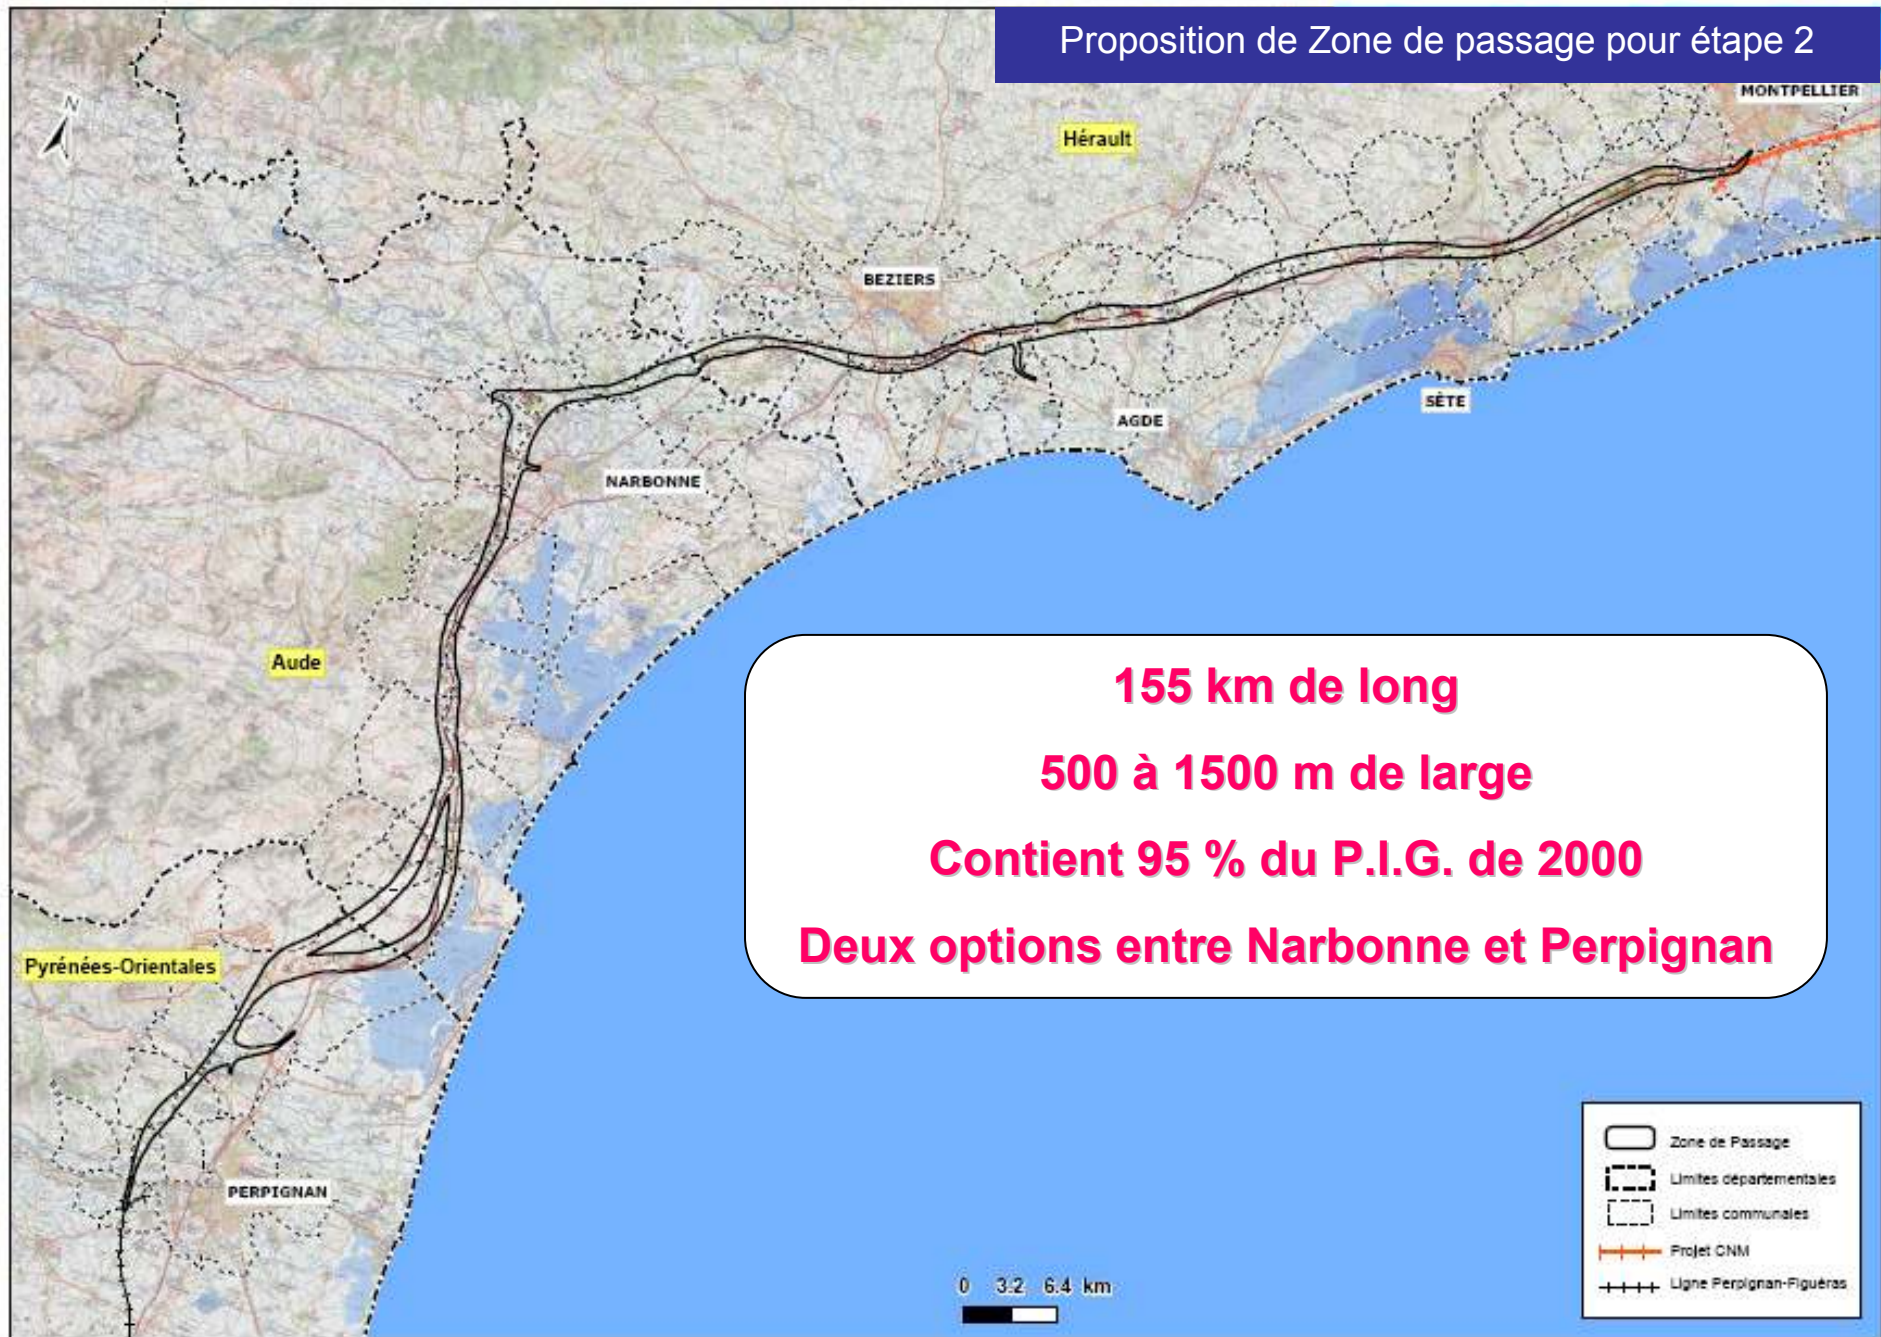 Proposition de Zone de passage pour étape 2
MONTPELLIER
N
Hérault
BEZIERS
SÈTE
AGDE
NARBONNE
Aude
155 km de long
500 à 1500 m de large
Contient 95 % du P.I.G. de 2000
Deux options entre Narbonne et Perpignan
Pyrénées-Orientales
PERPIGNAN
Zone de Passage
Limites départementales
Limites communales
Projet CNM
Ligne Perpignan-Figuéras
0 3.2 6.4 km